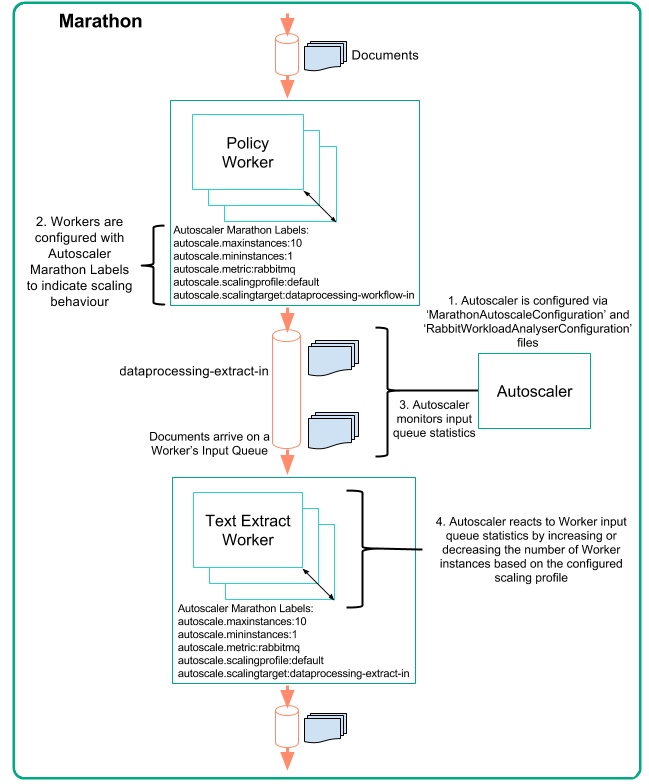 Marathon
Documents
Policy
Worker
2. Workers are
configured with
Autoscaler
Marathon Labels
to indicate scaling
behaviour
Autoscaler Marathon Labels:
autoscale.maxinstances:10
autoscale.mininstances:1
autoscale.metric:rabbitmq
autoscale.scalingprofile:default
autoscale.scalingtarget:dataprocessing-workflow-in
1. Autoscaler is configured via
‘MarathonAutoscaleConfiguration’ and
‘RabbitWorkloadAnalyserConfiguration’
files
dataprocessing-extract-in
Autoscaler
3. Autoscaler
monitors input
queue statistics
Documents arrive on a
Worker's Input Queue
Text Extract
Worker
4. Autoscaler reacts to Worker input
queue statistics by increasing or
decreasing the number of Worker
instances based on the configured
scaling profile
Autoscaler Marathon Labels:
autoscale.maxinstances:10
autoscale.mininstances:1
autoscale.metric:rabbitmq
autoscale.scalingprofile:default
autoscale.scalingtarget:dataprocessing-extract-in